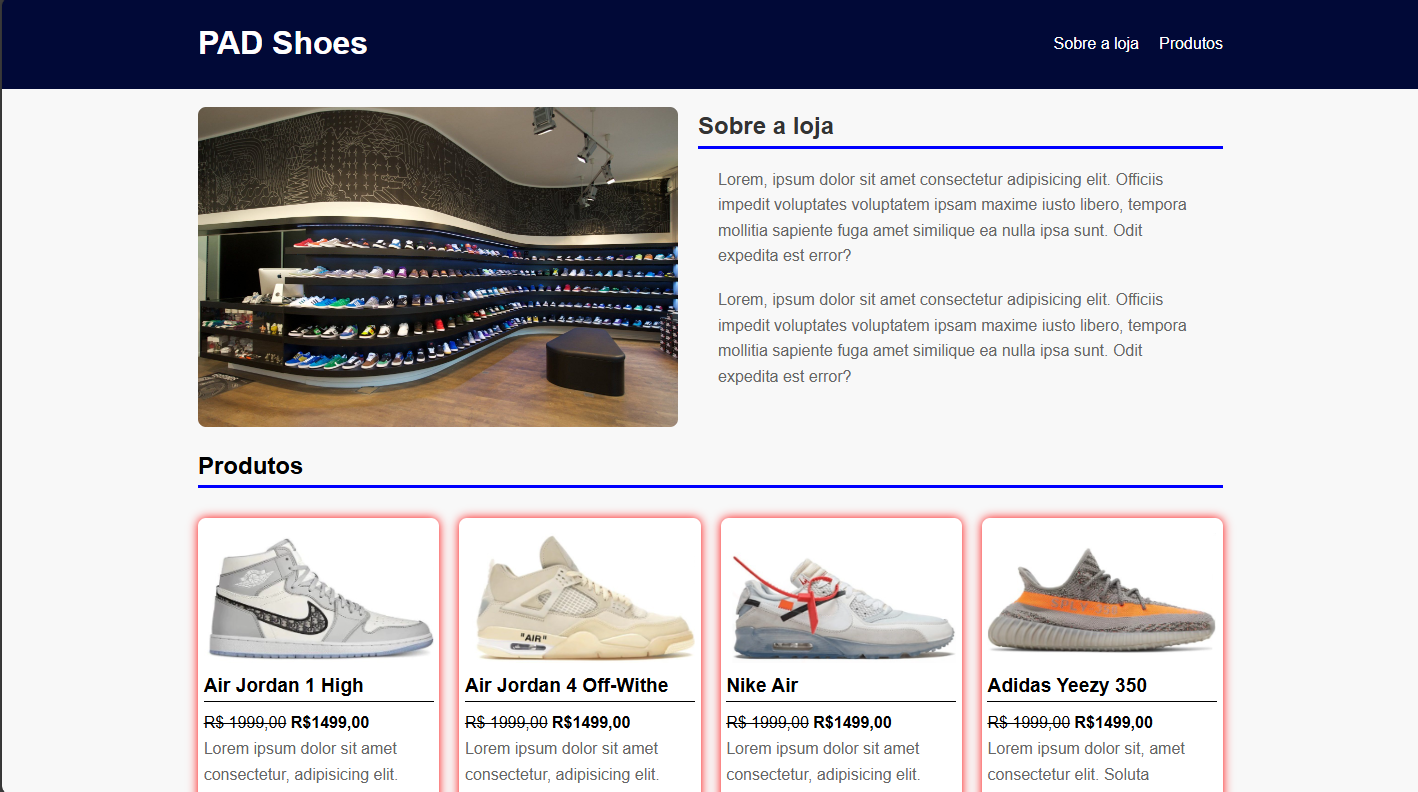 PAD Shoes
Sobre a loja Produtos
Sobre a loja
Lorem, ipsum dolor sit amet consectetur adipisicing elit. Officiis
impedit voluptates voluptatem ipsam maxime iusto libero, tempora
mollitia sapiente fuga amet similique ea nulla ipsa sunt. Odit
expedita est error?
Lorem, ipsum dolor sit amet consectetur adipisicing elit. Officiis
impedit voluptates voluptatem ipsam maxime iusto libero, tempora
mollitia sapiente fuga amet similique ea nulla ipsa sunt. Odit
expedita est error?
Produtos
"AIR"
Air Jordan 1 High
R$ 1999,00 R$1499,00
Lorem ipsum dolor sit amet
consectetur, adipisicing elit.
Air Jordan 4 Off-Withe
R$ 1999,00 R$1499,00
Lorem ipsum dolor sit amet
consectetur, adipisicing elit.
Nike Air
R$ 1999,00 R$1499,00
Lorem ipsum dolor sit amet
consectetur, adipisicing elit.
Adidas Yeezy 350
R$ 1999,00 R$1499,00
Lorem ipsum dolor sit, amet
consectetur elit. Soluta